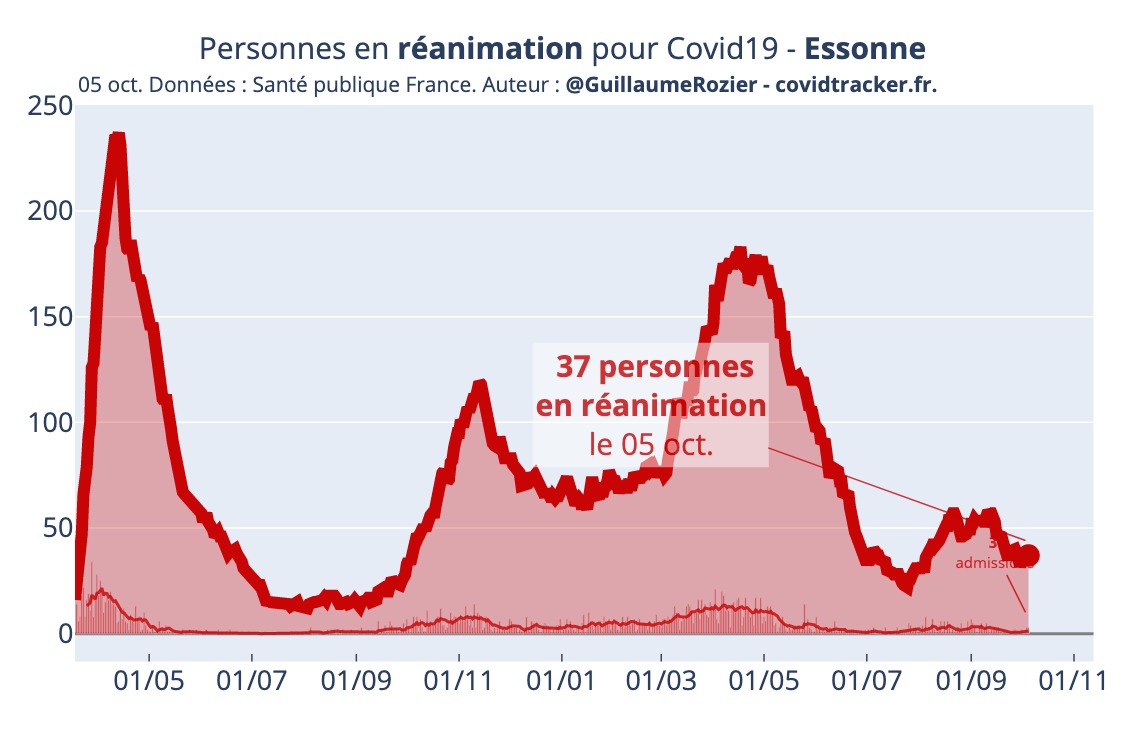 Personnes en réanimation pour Covid19 - Essonne
05 oct. Données : Santé publique France. Auteur : @GuillaumeRozier - covidtracker.fr.
250
200
150
100
50
0
37 personnes
en réanimation
le 05 oct.
01/05 01/07 01/09 01/11 01/01 01/03 01/05 01/07 01/09 01/11